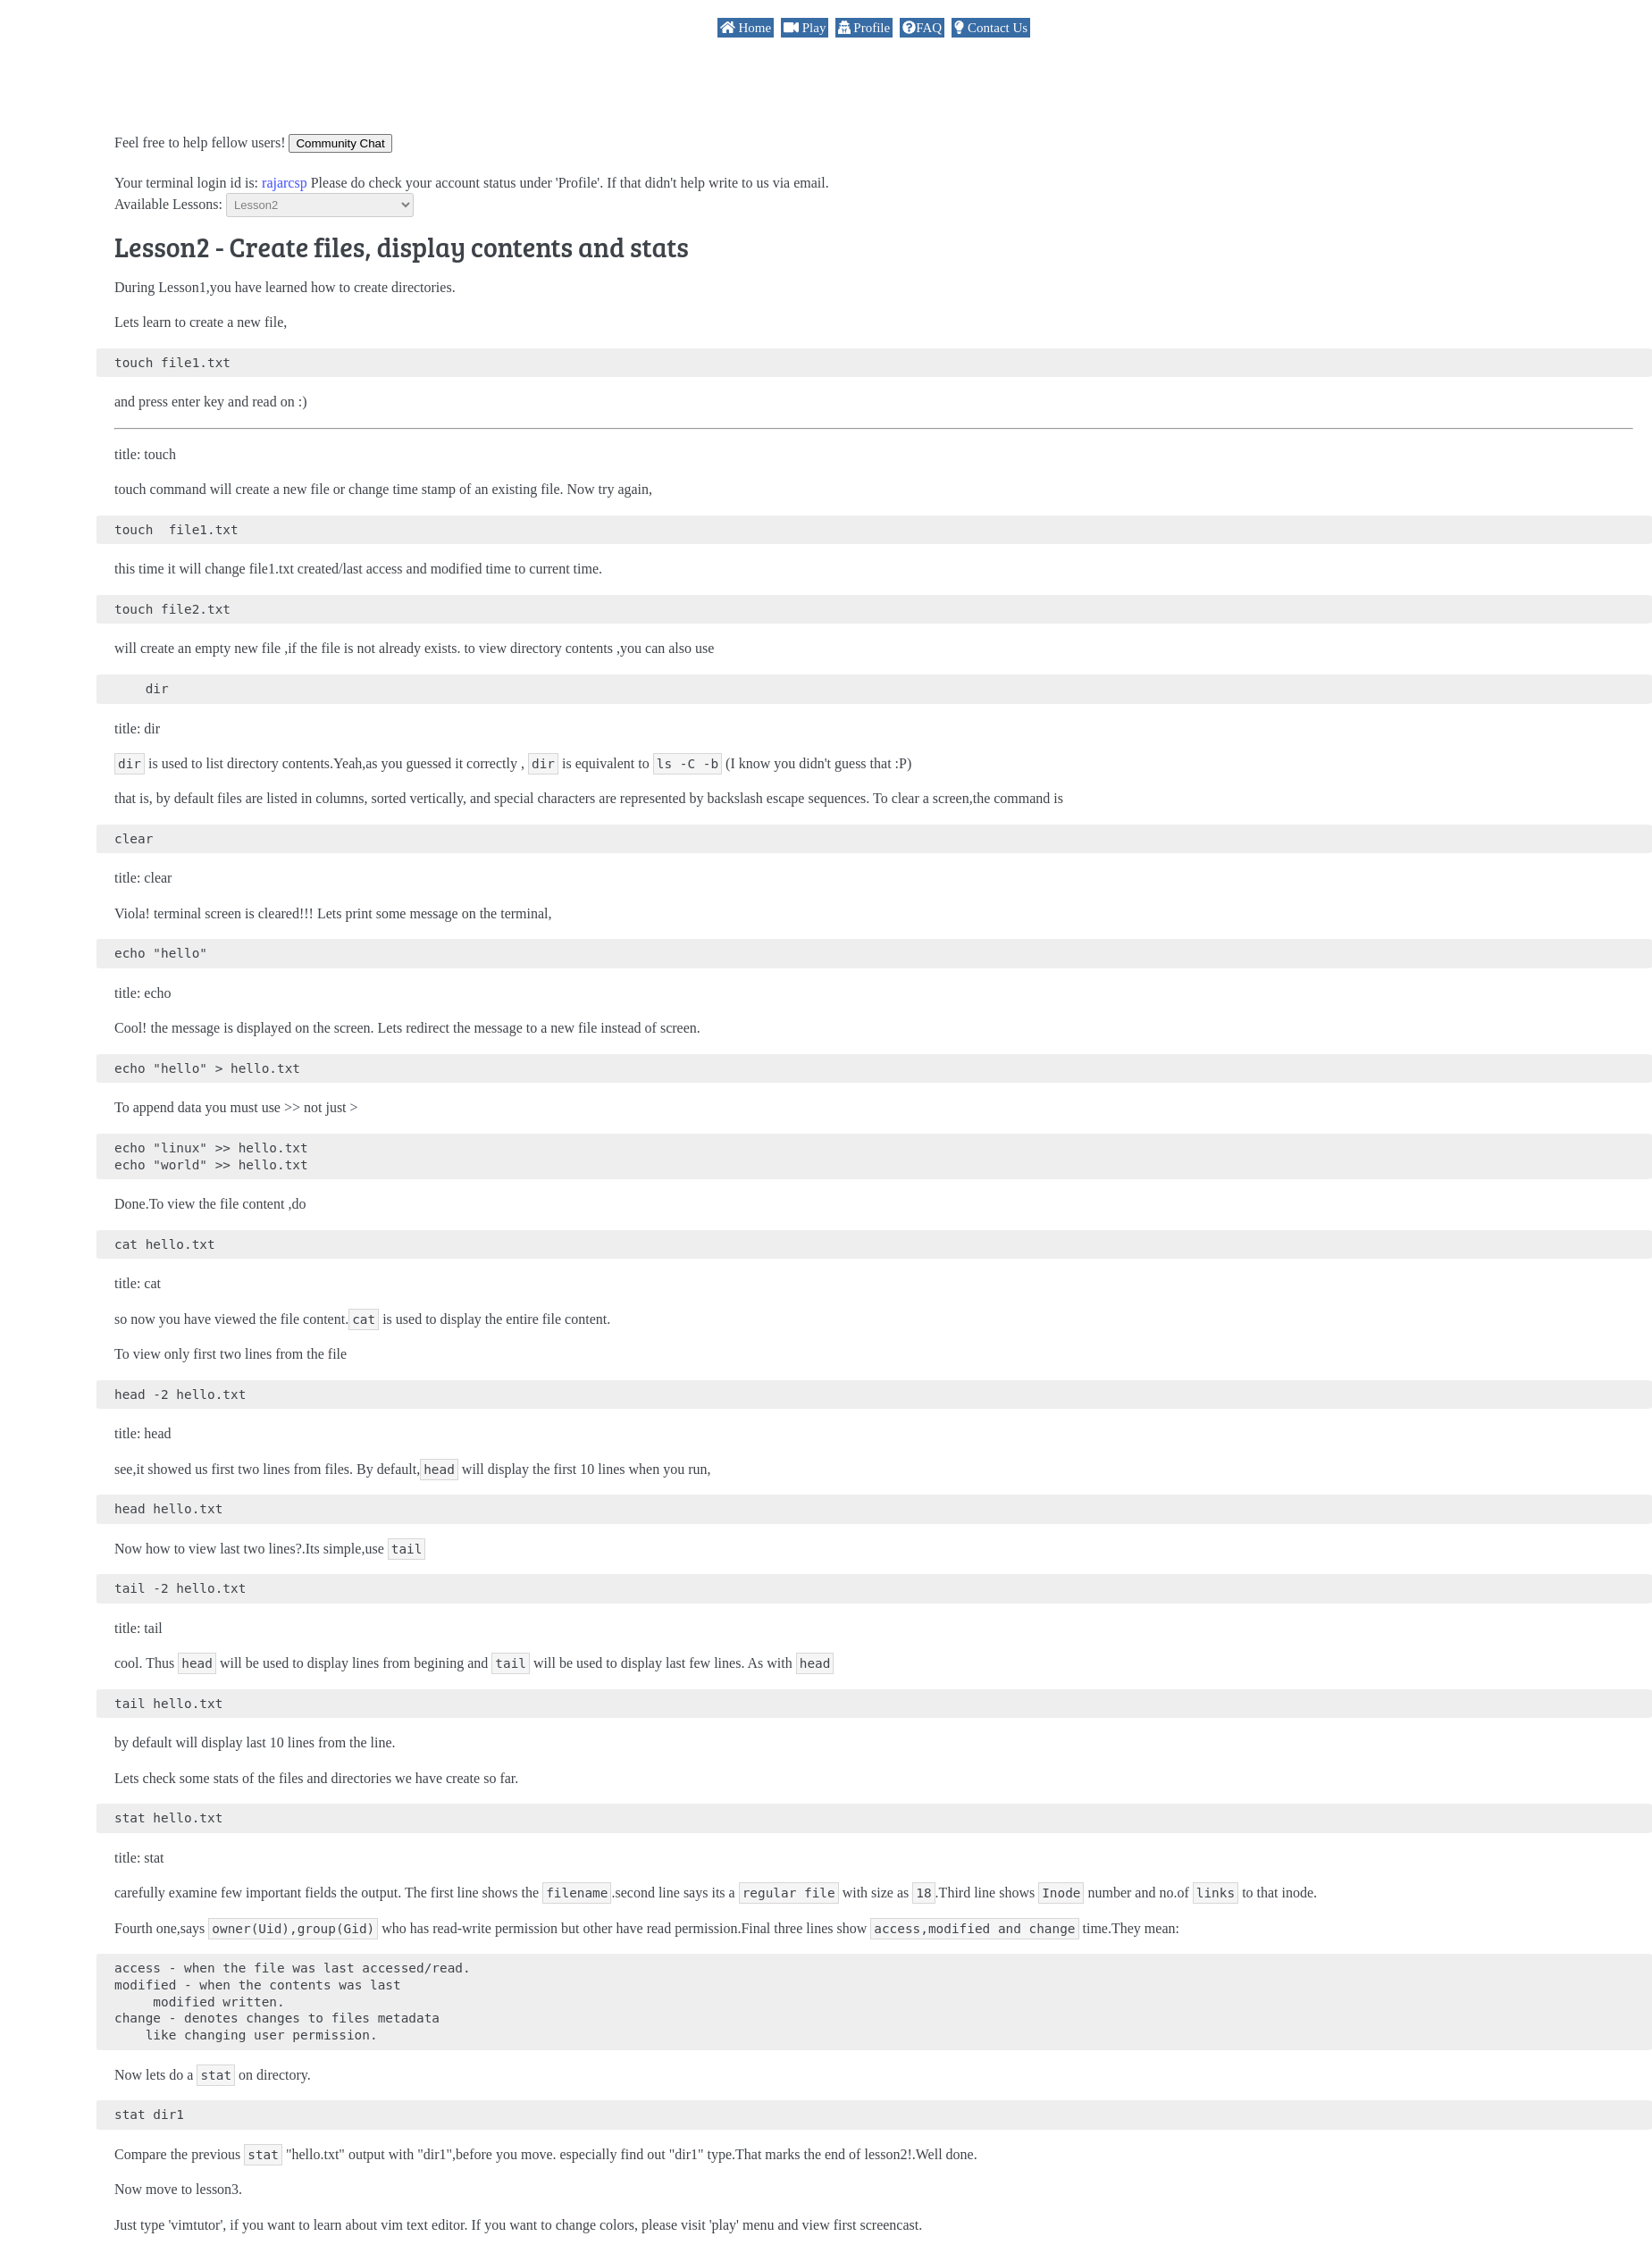 Home Play Profile FAQ Contact Us
Feel free to help fellow users! Community Chat
Your terminal login id is: rajarcsp Please do check your account status under 'Profile'. If that didn't help write to us via email.
Available Lessons: Lesson2
Lesson2 - Create files, display contents and stats
During Lesson1,you have learned how to create directories.
Lets learn to create a new file,
touch file1.txt
and press enter key and read on :)
title: touch
touch command will create a new file or change time stamp of an existing file. Now try again,
touch  file1.txt
this time it will change file1.txt created/last access and modified time to current time.
touch file2.txt
will create an empty new file ,if the file is not already exists. to view directory contents ,you can also use
    dir
title: dir
dir is used to list directory contents.Yeah,as you guessed it correctly , dir is equivalent to ls -C -b (I know you didn't guess that :P)
that is, by default files are listed in columns, sorted vertically, and special characters are represented by backslash escape sequences. To clear a screen,the command is
clear
title: clear
Viola! terminal screen is cleared!!! Lets print some message on the terminal,
echo "hello"
title: echo
Cool! the message is displayed on the screen. Lets redirect the message to a new file instead of screen.
echo "hello" > hello.txt
To append data you must use >> not just >
echo "linux" >> hello.txt
echo "world" >> hello.txt
Done.To view the file content ,do
cat hello.txt
title: cat
so now you have viewed the file content.cat is used to display the entire file content.
To view only first two lines from the file
head -2 hello.txt
title: head
see,it showed us first two lines from files. By default,head will display the first 10 lines when you run,
head hello.txt
Now how to view last two lines?.Its simple,use tail
tail -2 hello.txt
title: tail
cool. Thus head will be used to display lines from begining and tail will be used to display last few lines. As with head
tail hello.txt
by default will display last 10 lines from the line.
Lets check some stats of the files and directories we have create so far.
stat hello.txt
title: stat
carefully examine few important fields the output. The first line shows the filename.second line says its a regular file with size as 18.Third line shows Inode number and no.of links to that inode.
Fourth one,says owner(Uid),group(Gid) who has read-write permission but other have read permission.Final three lines show access,modified and change time.They mean:
access - when the file was last accessed/read.
modified - when the contents was last
     modified written.
change - denotes changes to files metadata
    like changing user permission.
Now lets do a stat on directory.
stat dir1
Compare the previous stat "hello.txt" output with "dir1",before you move. especially find out "dir1" type.That marks the end of lesson2!.Well done.
Now move to lesson3.
Just type 'vimtutor', if you want to learn about vim text editor. If you want to change colors, please visit 'play' menu and view first screencast.